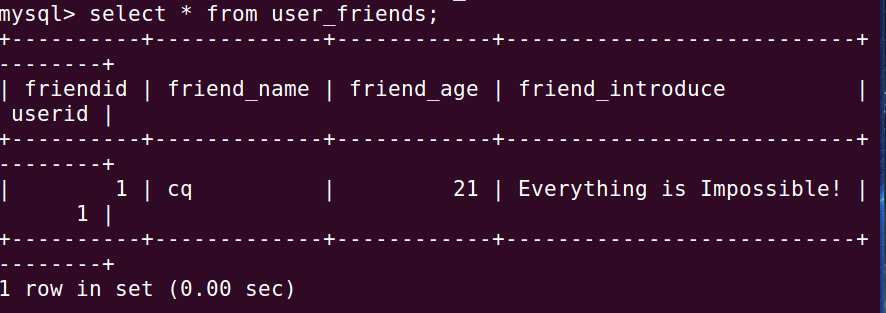 mysql> select * from user_friends;
+----------+-------------+------------+---------------------------+
--------+
| friendid | friend_name | friend_age | friend_introduce          |
 userid |
+----------+-------------+------------+---------------------------+
--------+
|        1 | cq          |         21 | Everything is Impossible! |
      1 |
+----------+-------------+------------+---------------------------+
--------+
1 row in set (0.00 sec)